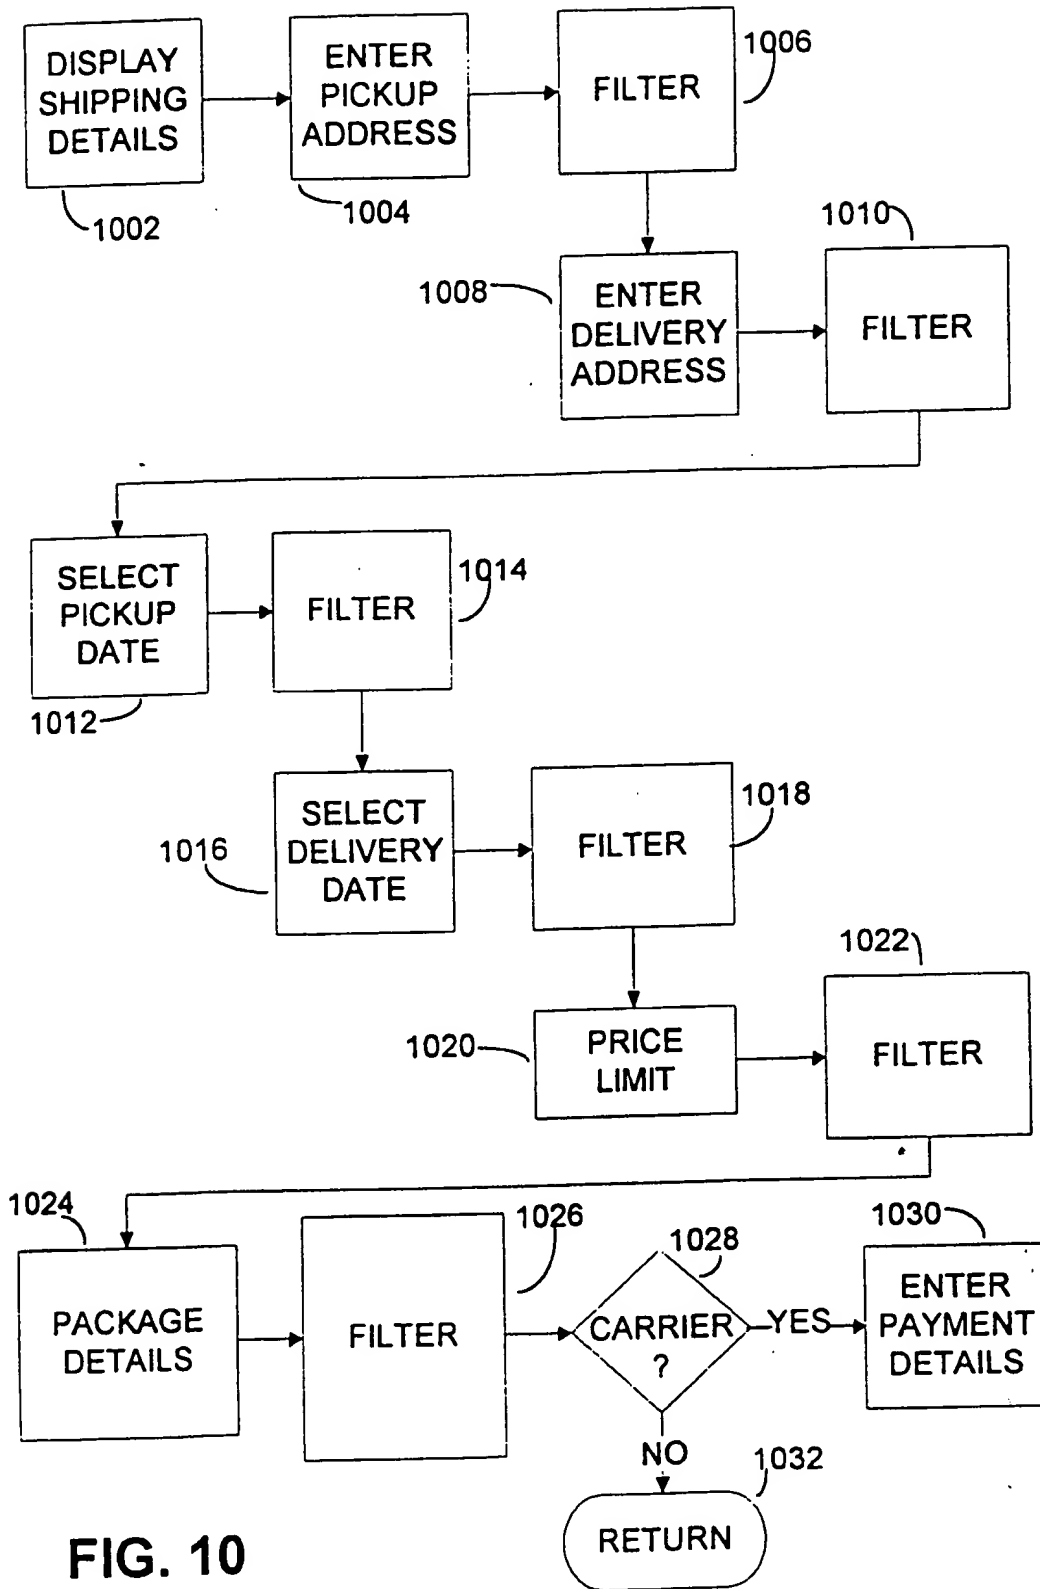 DISPLAY
SHIPPING
DETAILS
1002
ENTER
PICKUP
ADDRESS
1004
FILTER
1006
1008
ENTER
DELIVERY
ADDRESS
1010
FILTER
SELECT
PICKUP
DATE
1012
FILTER
1014
1016
SELECT
DELIVERY
DATE
FILTER
1018
1020
PRICE
LIMIT
1022
FILTER
1024
PACKAGE
DETAILS
FILTER
1026
CARRIER
?
1028
YES
1030
ENTER
PAYMENT
DETAILS
NO
1032
RETURN
FIG. 10